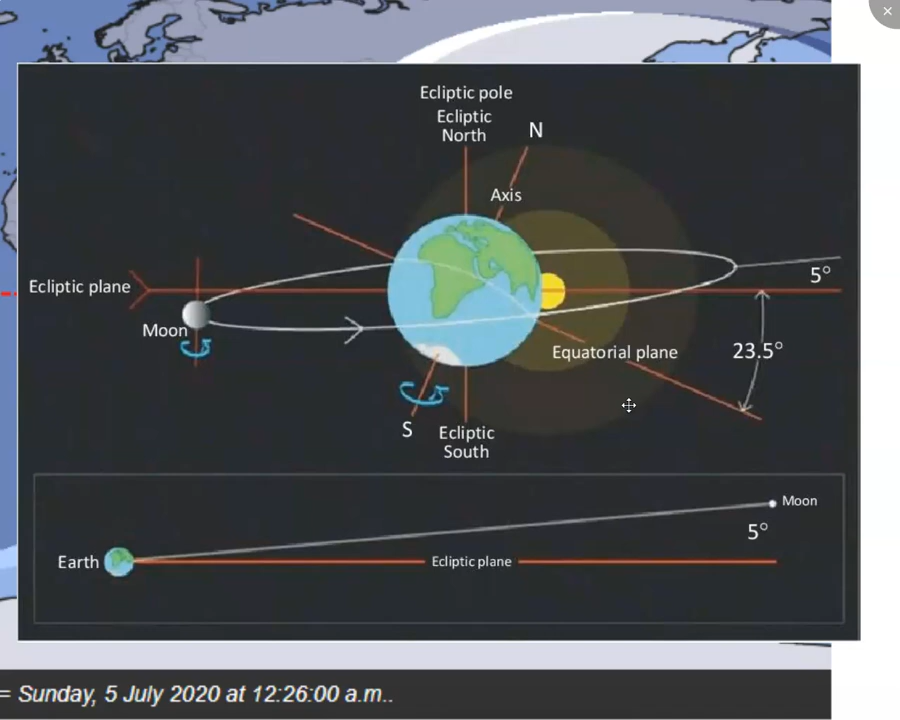 Ecliptic pole
Ecliptic
North
N
Axis
Ecliptic plane
5°
Moon
Equatorial plane
23.5°
S
Ecliptic
South
Moon
5°
Earth
Ecliptic plane
= Sunday, 5 July 2020 at 12:26:00 a.m..